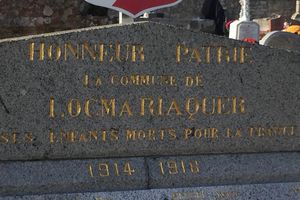 HONNEUR PATRIE
LA COMMUNE DE
LOCMARIAQUER
SES ENFANTS MORTS POUR LA FRANCE
1914 1918